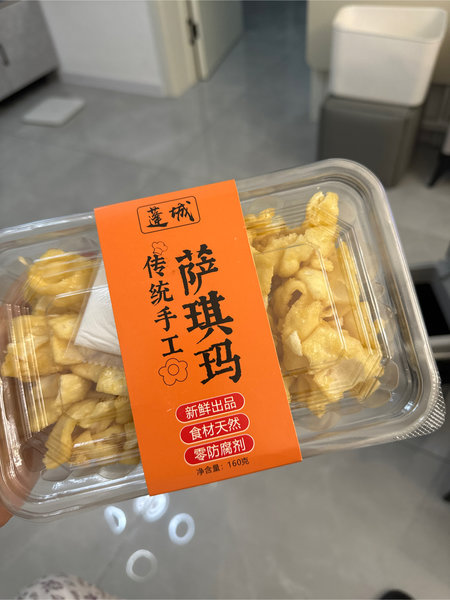 蓬城
萨琪玛
传统手工
新鲜出品
食材天然
零防腐剂
净含量：160克